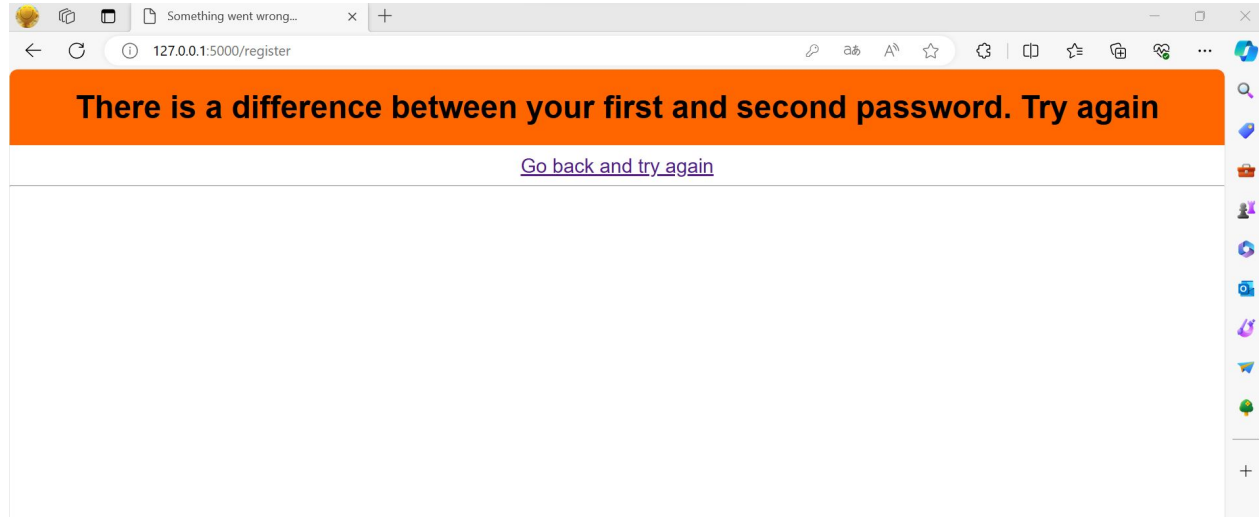 Something went wrong...
127.0.0.1:5000/register
There is a difference between your first and second password. Try again
Go back and try again